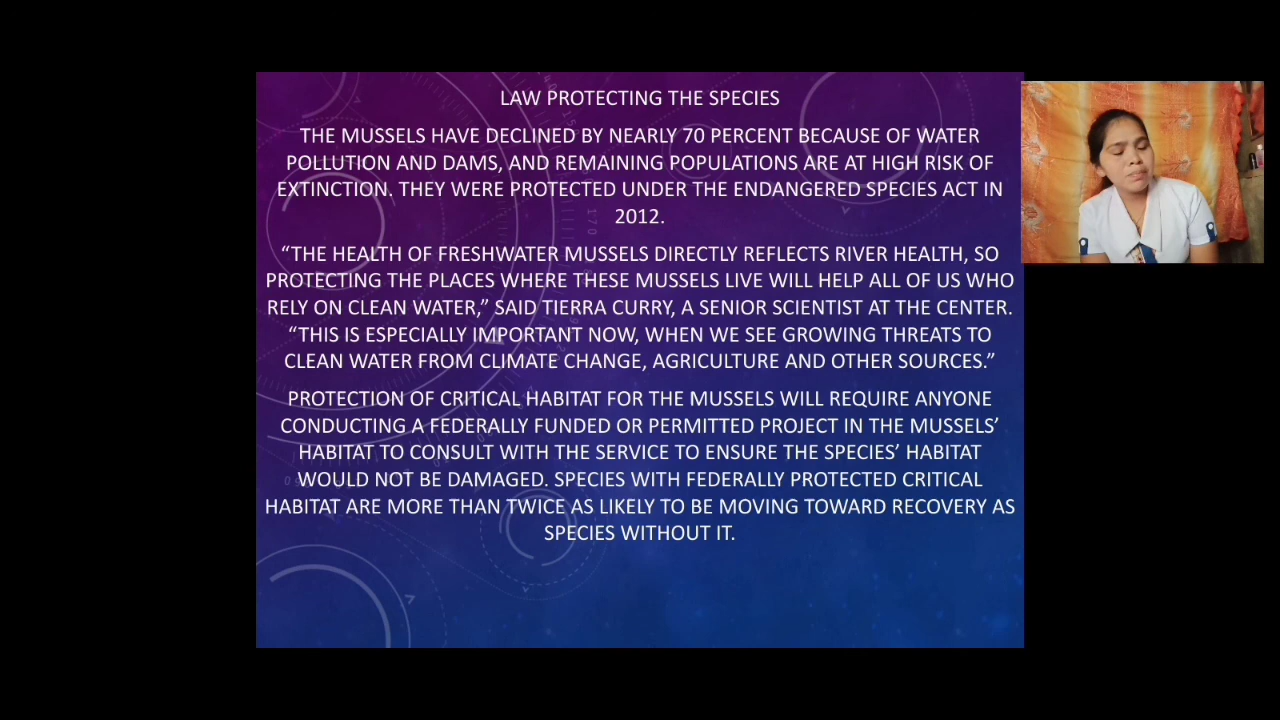 LAW PROTECTING THE SPECIES
THE MUSSELS HAVE DECLINED BY NEARLY 70 PERCENT BECAUSE OF WATER
POLLUTION AND DAMS, AND REMAINING POPULATIONS ARE AT HIGH RISK OF
EXTINCTION. THEY WERE PROTECTED UNDER THE ENDANGERED SPECIES ACT IN
2012.
“THE HEALTH OF FRESHWATER MUSSELS DIRECTLY REFLECTS RIVER HEALTH, SO
PROTECTING THE PLACES WHERE THESE MUSSELS LIVE WILL HELP ALL OF US WHO
RELY ON CLEAN WATER,” SAID TIERRA CURRY, A SENIOR SCIENTIST AT THE CENTER.
“THIS IS ESPECIALLY IMPORTANT NOW, WHEN WE SEE GROWING THREATS TO
CLEAN WATER FROM CLIMATE CHANGE, AGRICULTURE AND OTHER SOURCES.”
PROTECTION OF CRITICAL HABITAT FOR THE MUSSELS WILL REQUIRE ANYONE
CONDUCTING A FEDERALLY FUNDED OR PERMITTED PROJECT IN THE MUSSELS’
HABITAT TO CONSULT WITH THE SERVICE TO ENSURE THE SPECIES’ HABITAT
WOULD NOT BE DAMAGED. SPECIES WITH FEDERALLY PROTECTED CRITICAL
HABITAT ARE MORE THAN TWICE AS LIKELY TO BE MOVING TOWARD RECOVERY AS
SPECIES WITHOUT IT.